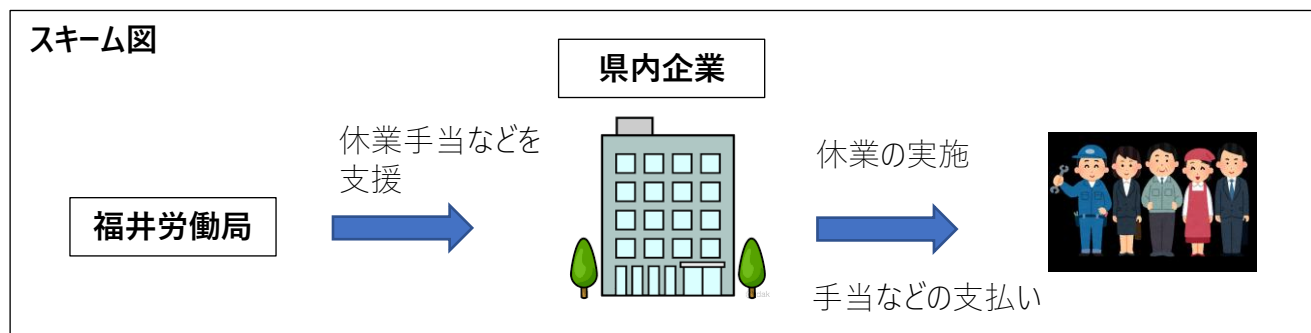 スキーム図
県内企業
休業手当などを
支援
休業の実施
福井労働局
手当などの支払い